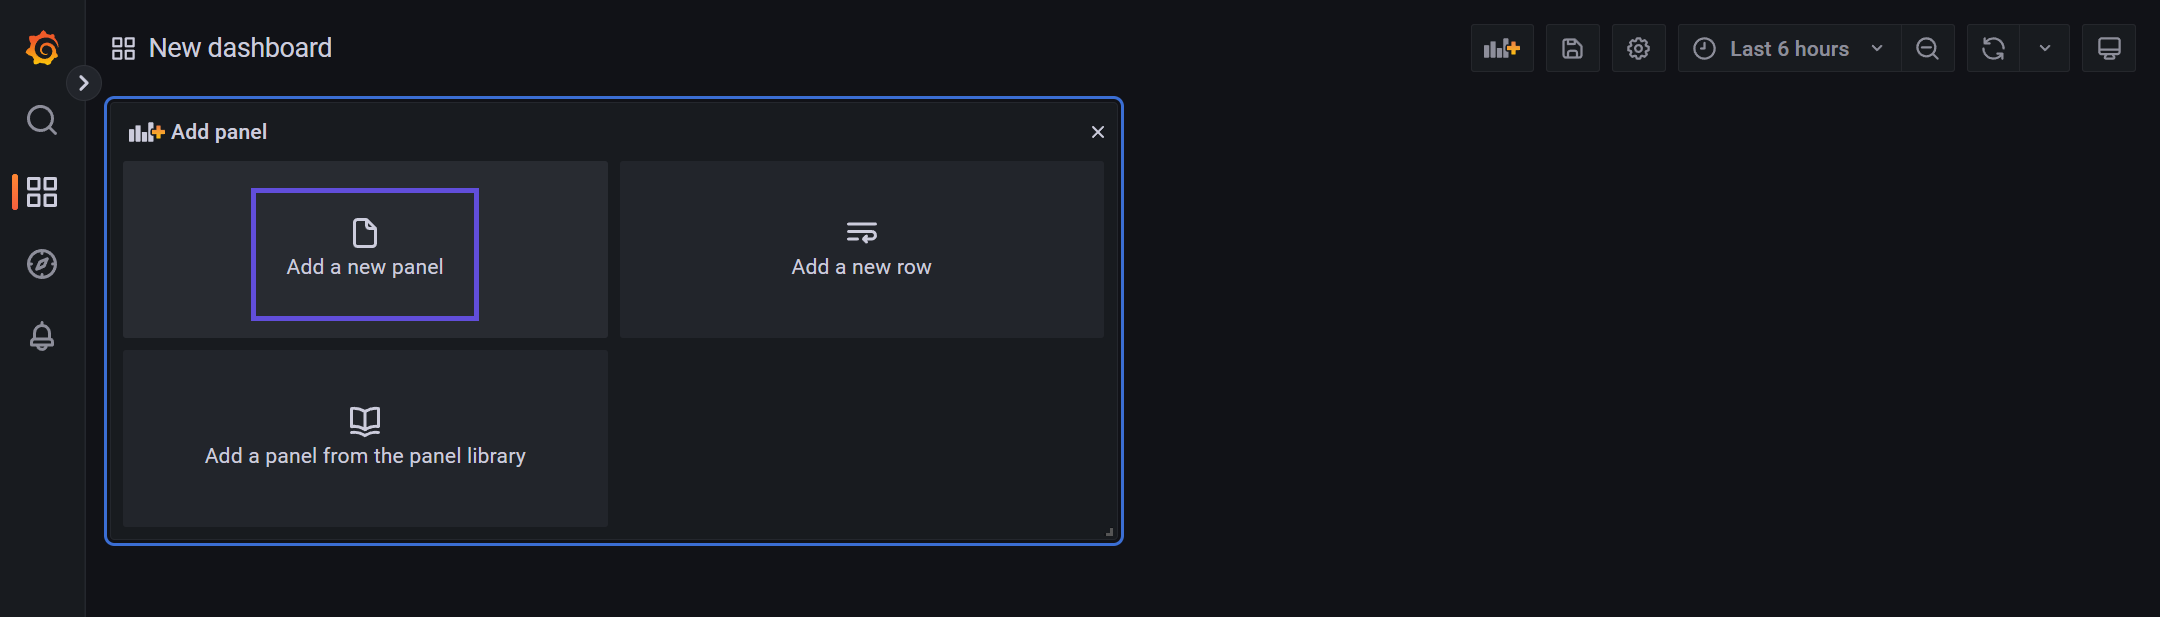 New dashboard
Last 6 hours
Add panel
Add a new panel
Add a new row
Add a panel from the panel library